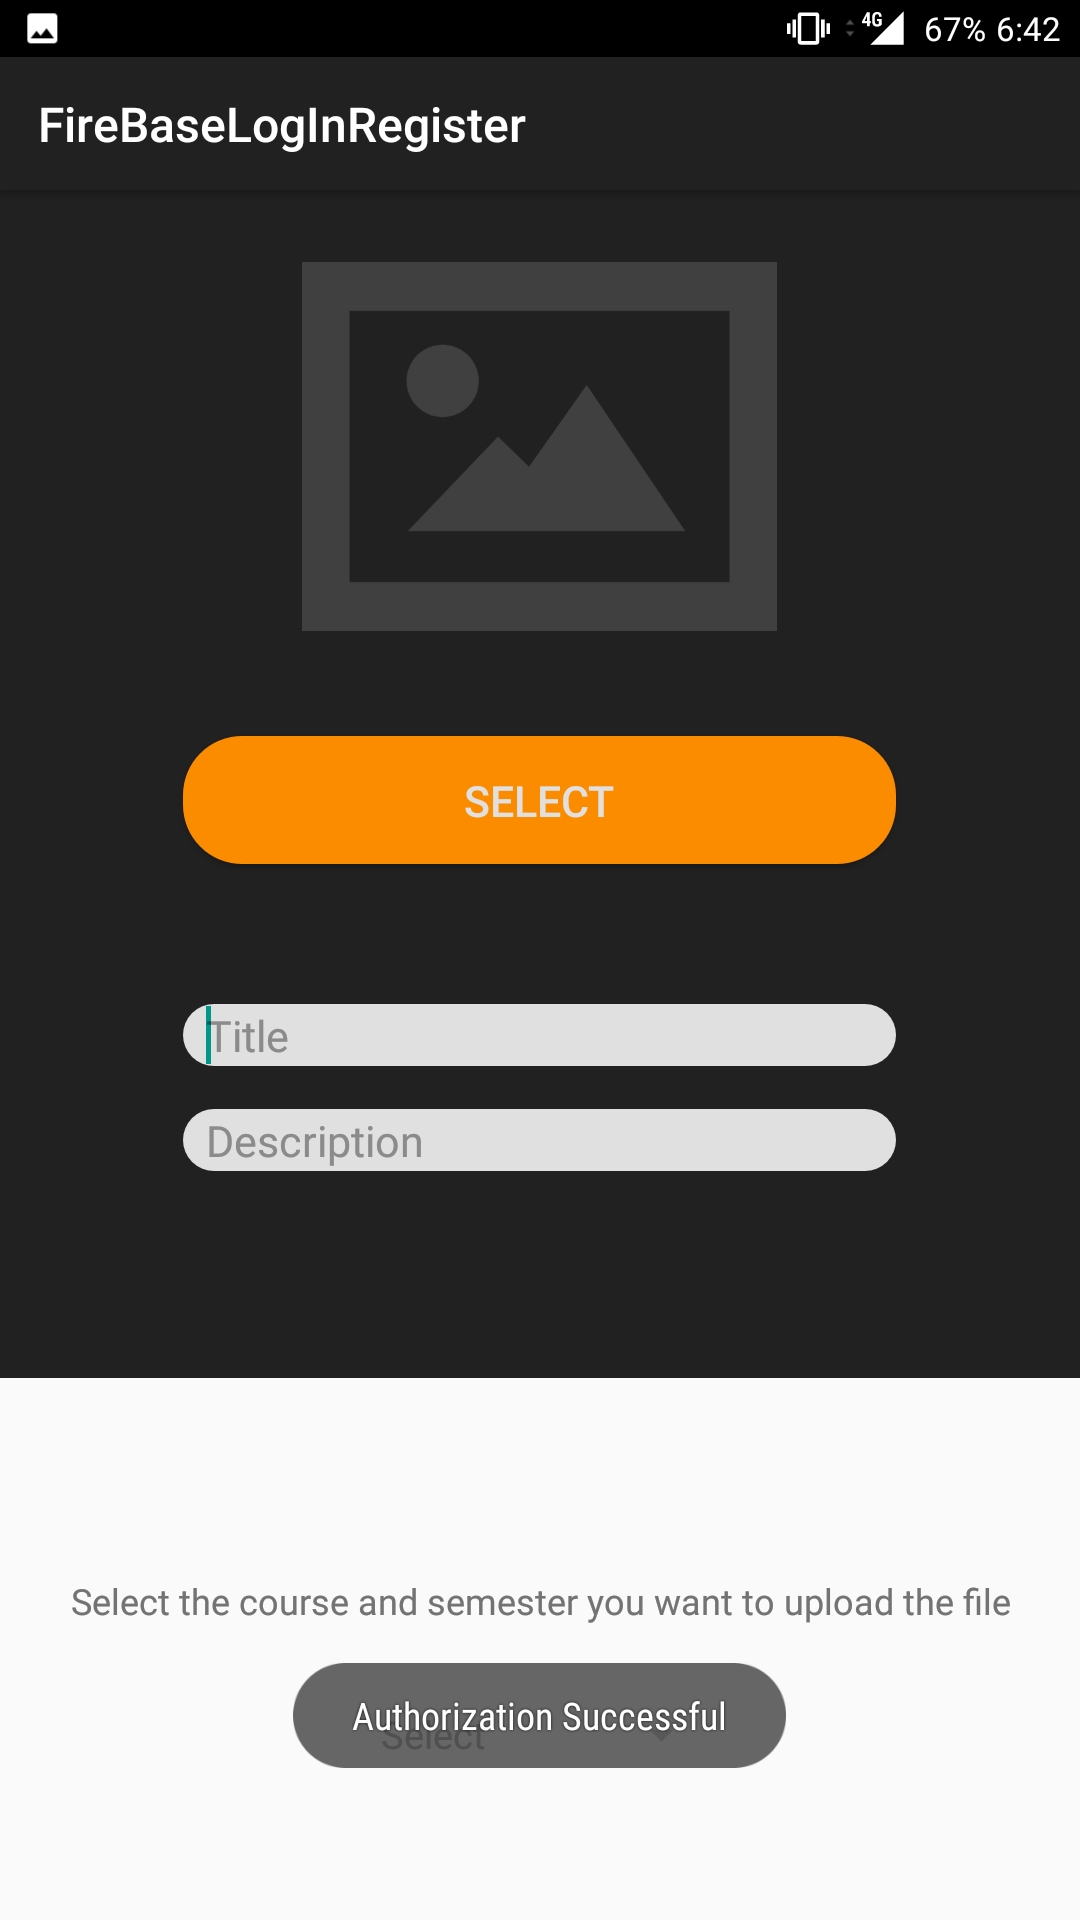 4G 67% 6:42
FireBaseLogInRegister
SELECT
Title
Description
Select the course and semester you want to upload the file
Authorization Successful
Select